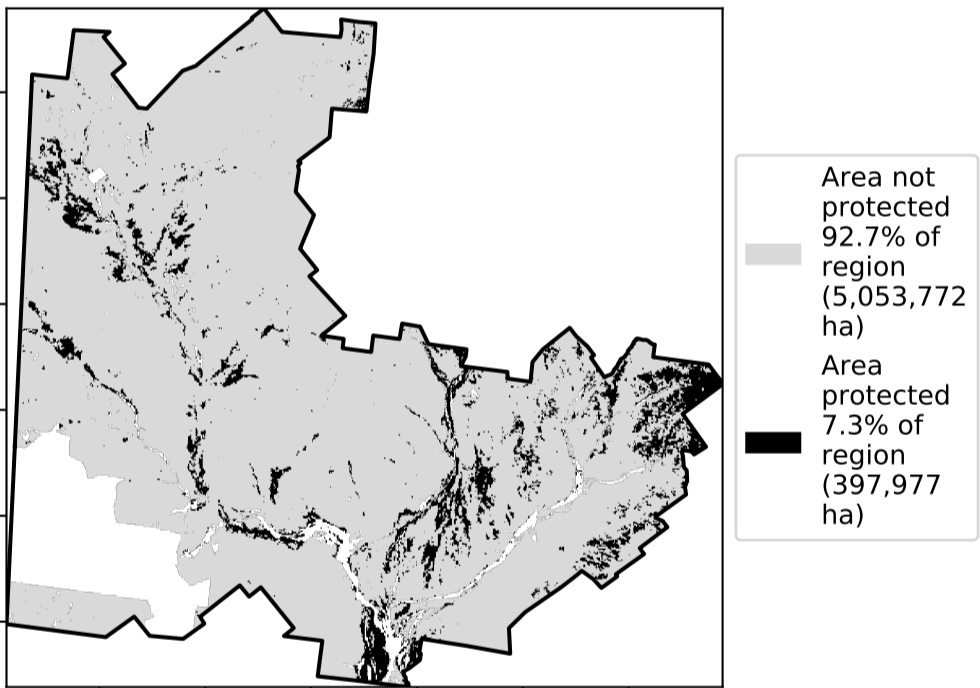 Area not
protected
92.7% of
region
(5,053,772
ha)
Area
protected
7.3% of
region
(397,977
ha)